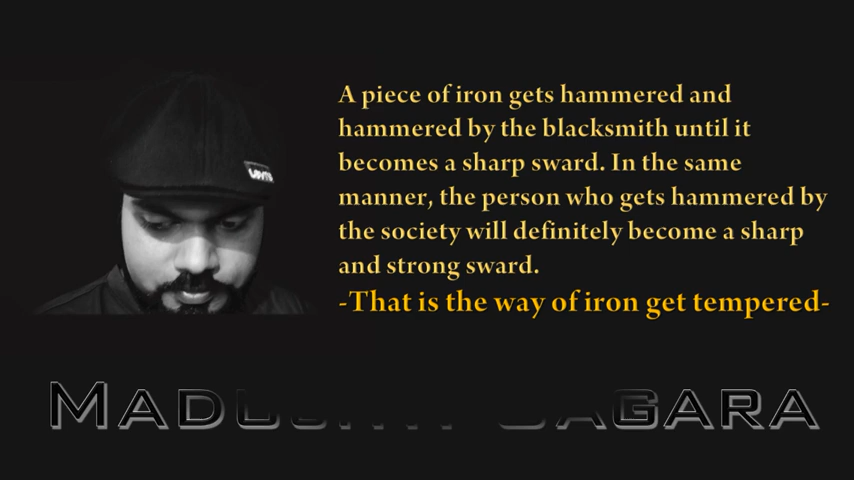 A piece of iron gets hammered and
hammered by the blacksmith until it
becomes a sharp sward. In the same
manner, the person who gets hammered by
the society will definitely become a sharp
and strong sward.
-That is the way of iron get tempered-